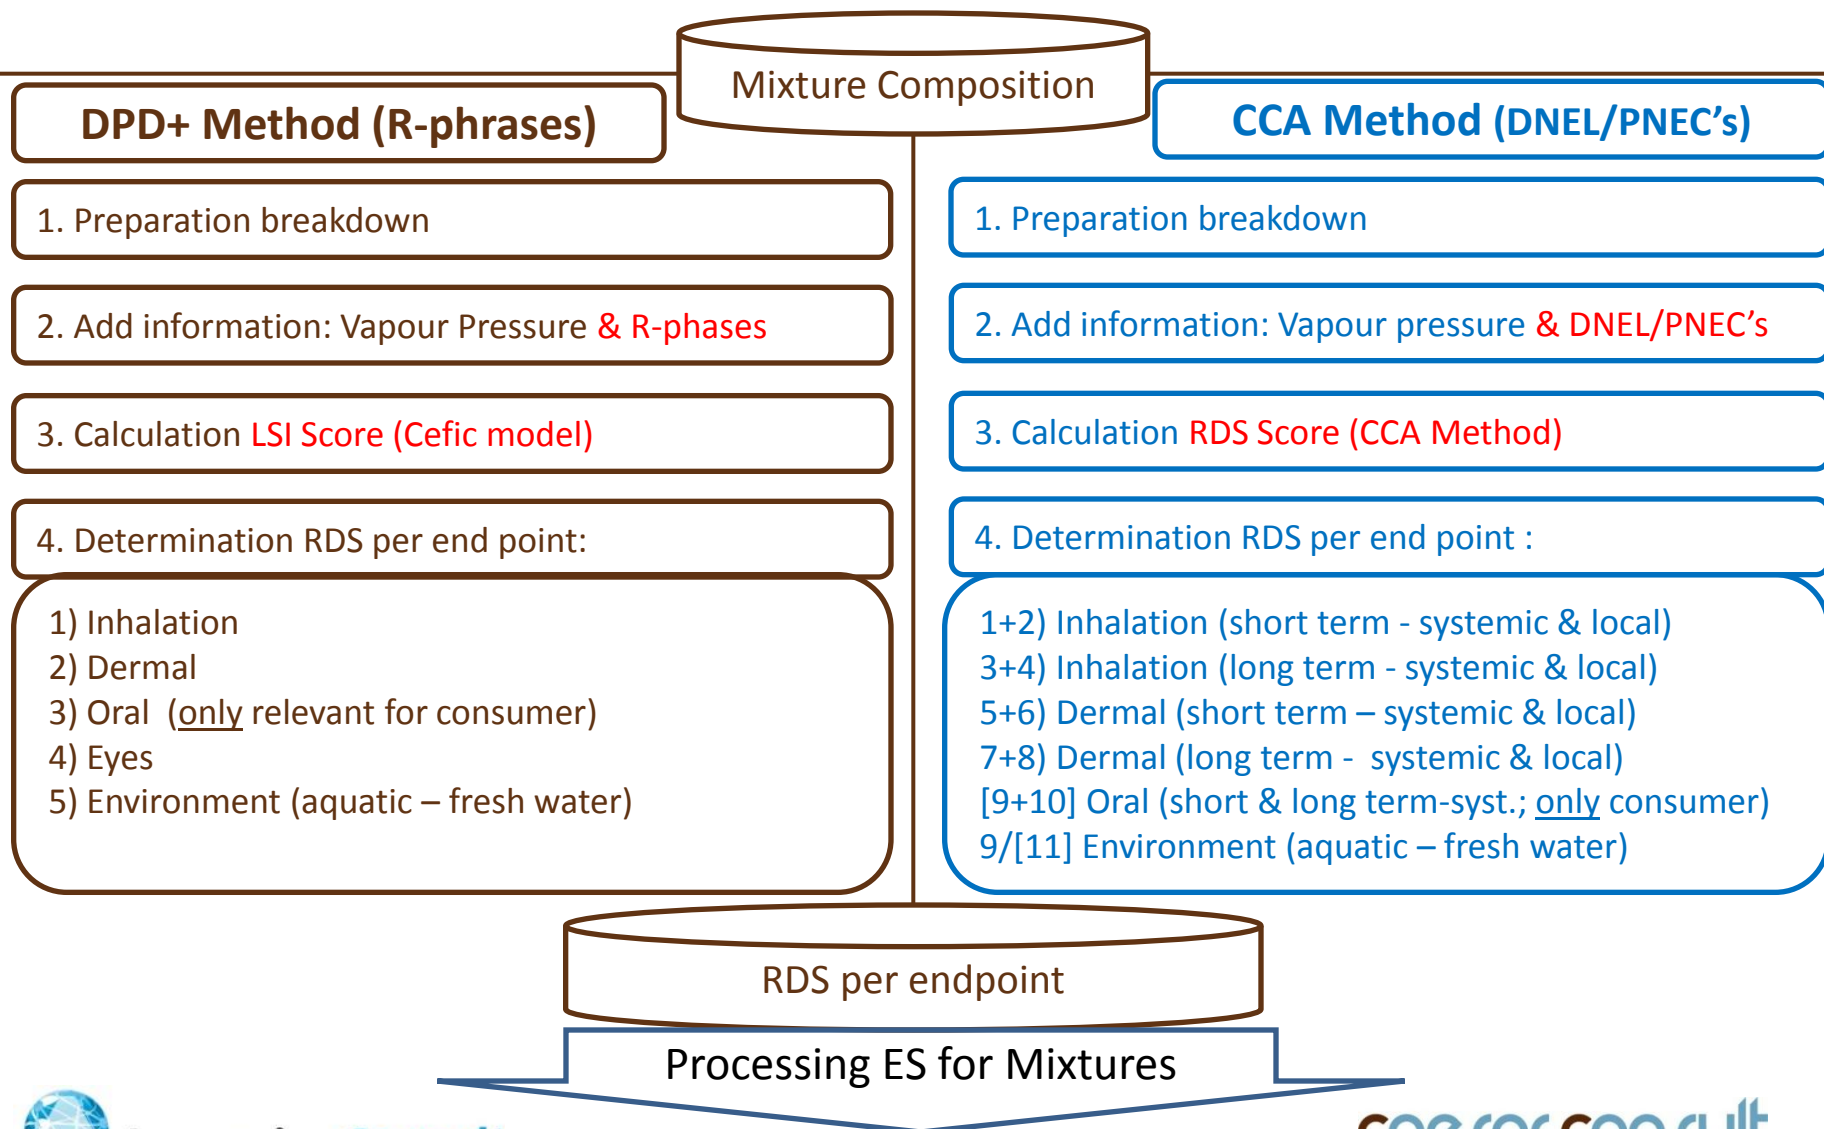 Mixture Composition
DPD+ Method (R-phrases)
1. Preparation breakdown
2. Add information: Vapour Pressure & R-phases
3. Calculation LSI Score (Cefic model)
4. Determination RDS per end point:
1) Inhalation
2) Dermal
3) Oral (only relevant for consumer)
4) Eyes
5) Environment (aquatic – fresh water)
CCA Method (DNEL/PNEC's)
1. Preparation breakdown
2. Add information: Vapour pressure & DNEL/PNEC's
3. Calculation RDS Score (CCA Method)
4. Determination RDS per end point :
1+2) Inhalation (short term - systemic & local)
3+4) Inhalation (long term - systemic & local)
5+6) Dermal (short term – systemic & local)
7+8) Dermal (long term - systemic & local)
[9+10] Oral (short & long term-syst.; only consumer)
9/[11] Environment (aquatic – fresh water)
RDS per endpoint
Processing ES for Mixtures